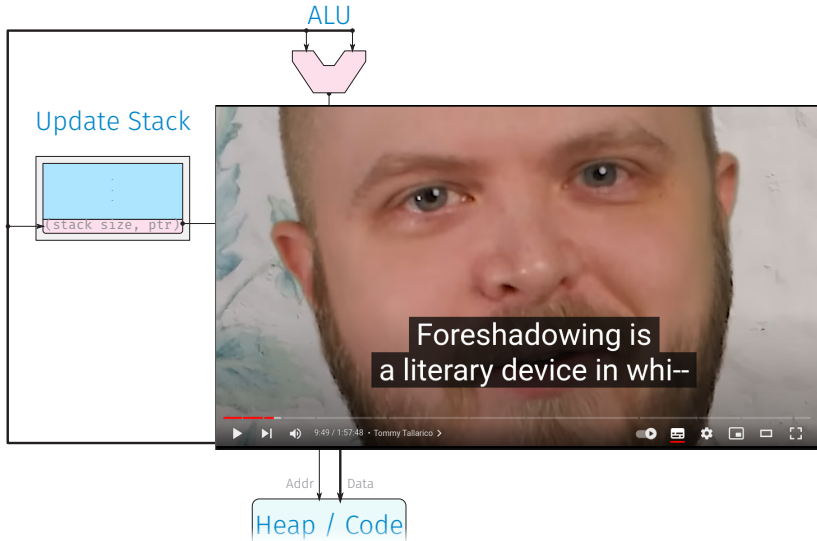 ALU
Update Stack
(stack size, ptr)
Foreshadowing is
a literary device in whi--
9:49 / 1:57:48 • Tommy Tallarico >
Addr
Data
Heap / Code